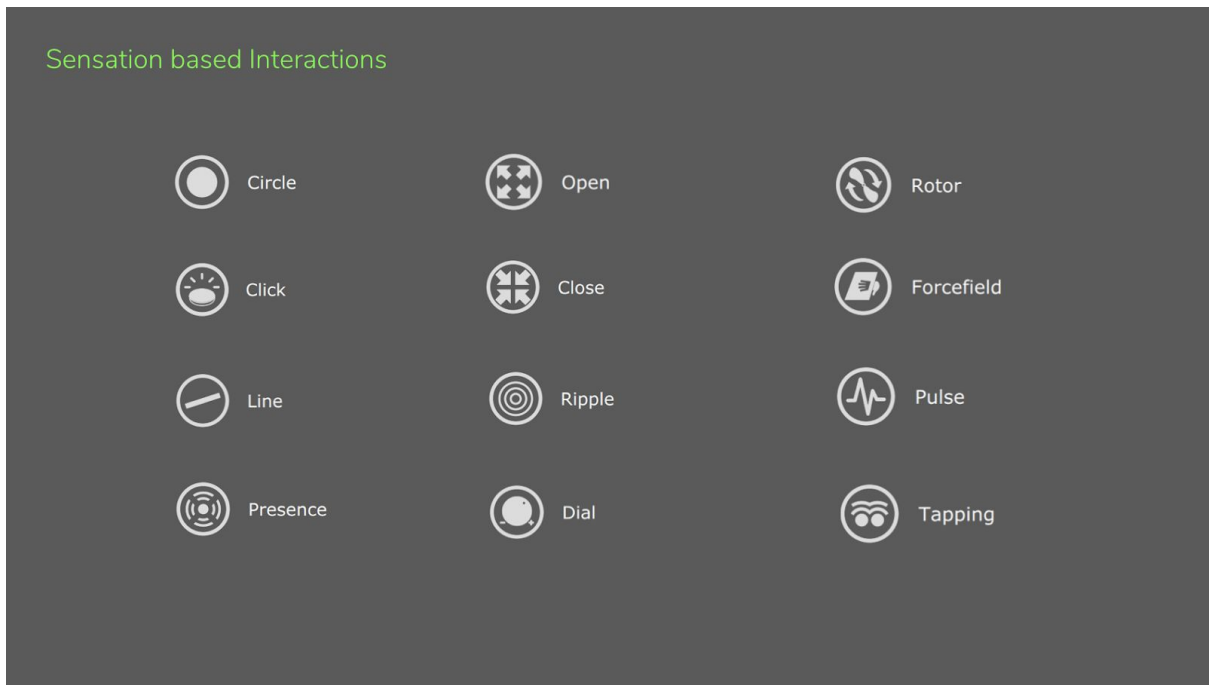 Sensation based Interactions
Circle
Open
Rotor
Click
Close
Forcefield
Line
Ripple
Pulse
Presence
Dial
Tapping